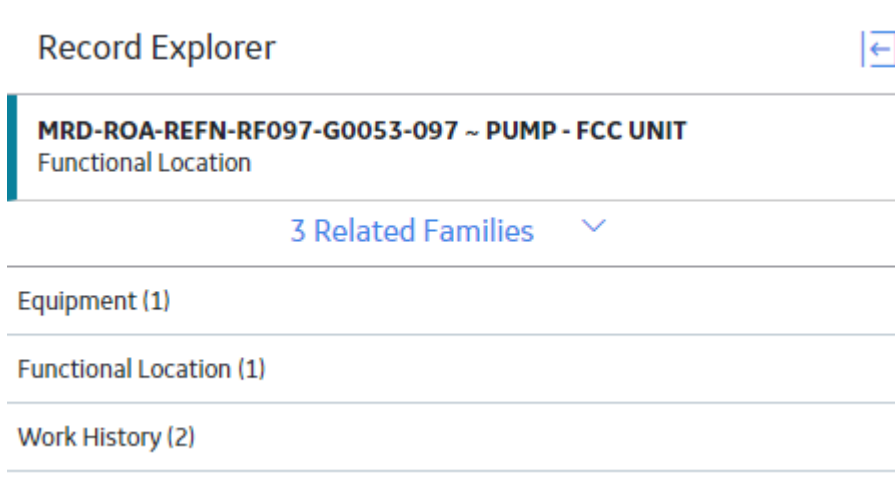 Record Explorer
MRD-ROA-REFN-RF097-G0053-097 ~ PUMP - FCC UNIT
Functional Location
3 Related Families
Equipment (1)
Functional Location (1)
Work History (2)